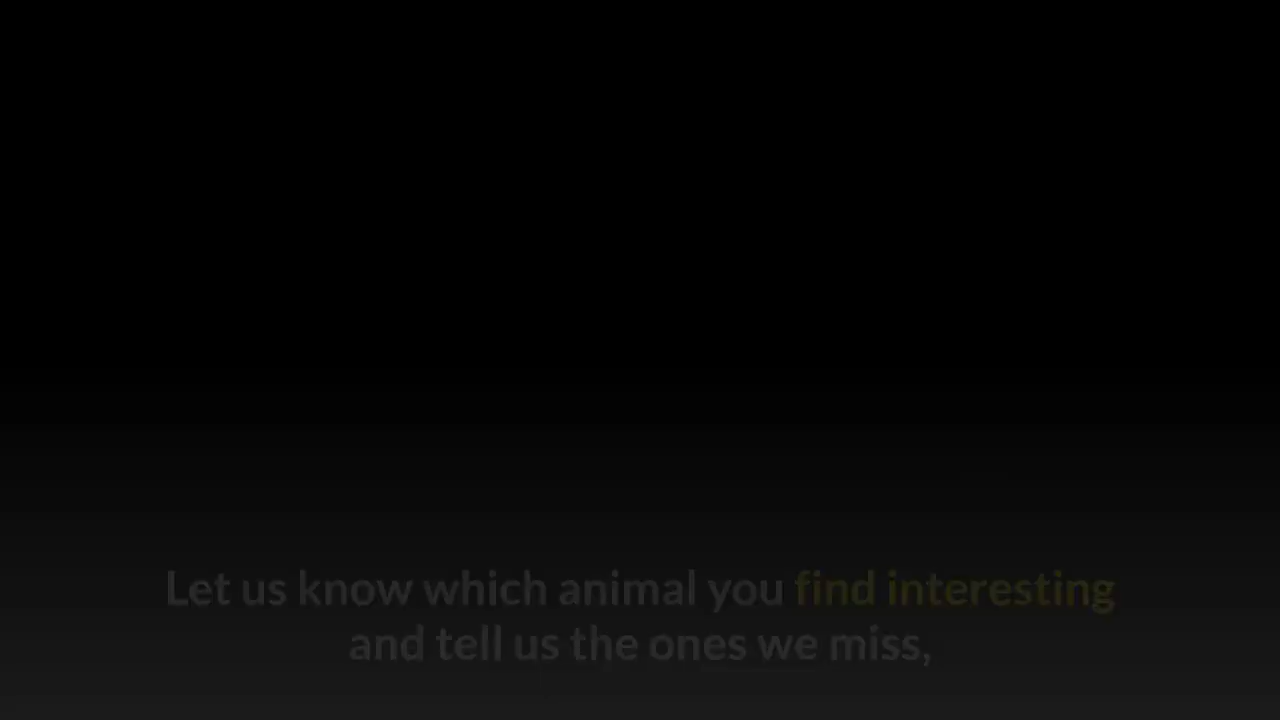 Let us know which animal you find interesting
and tell us the ones we miss,